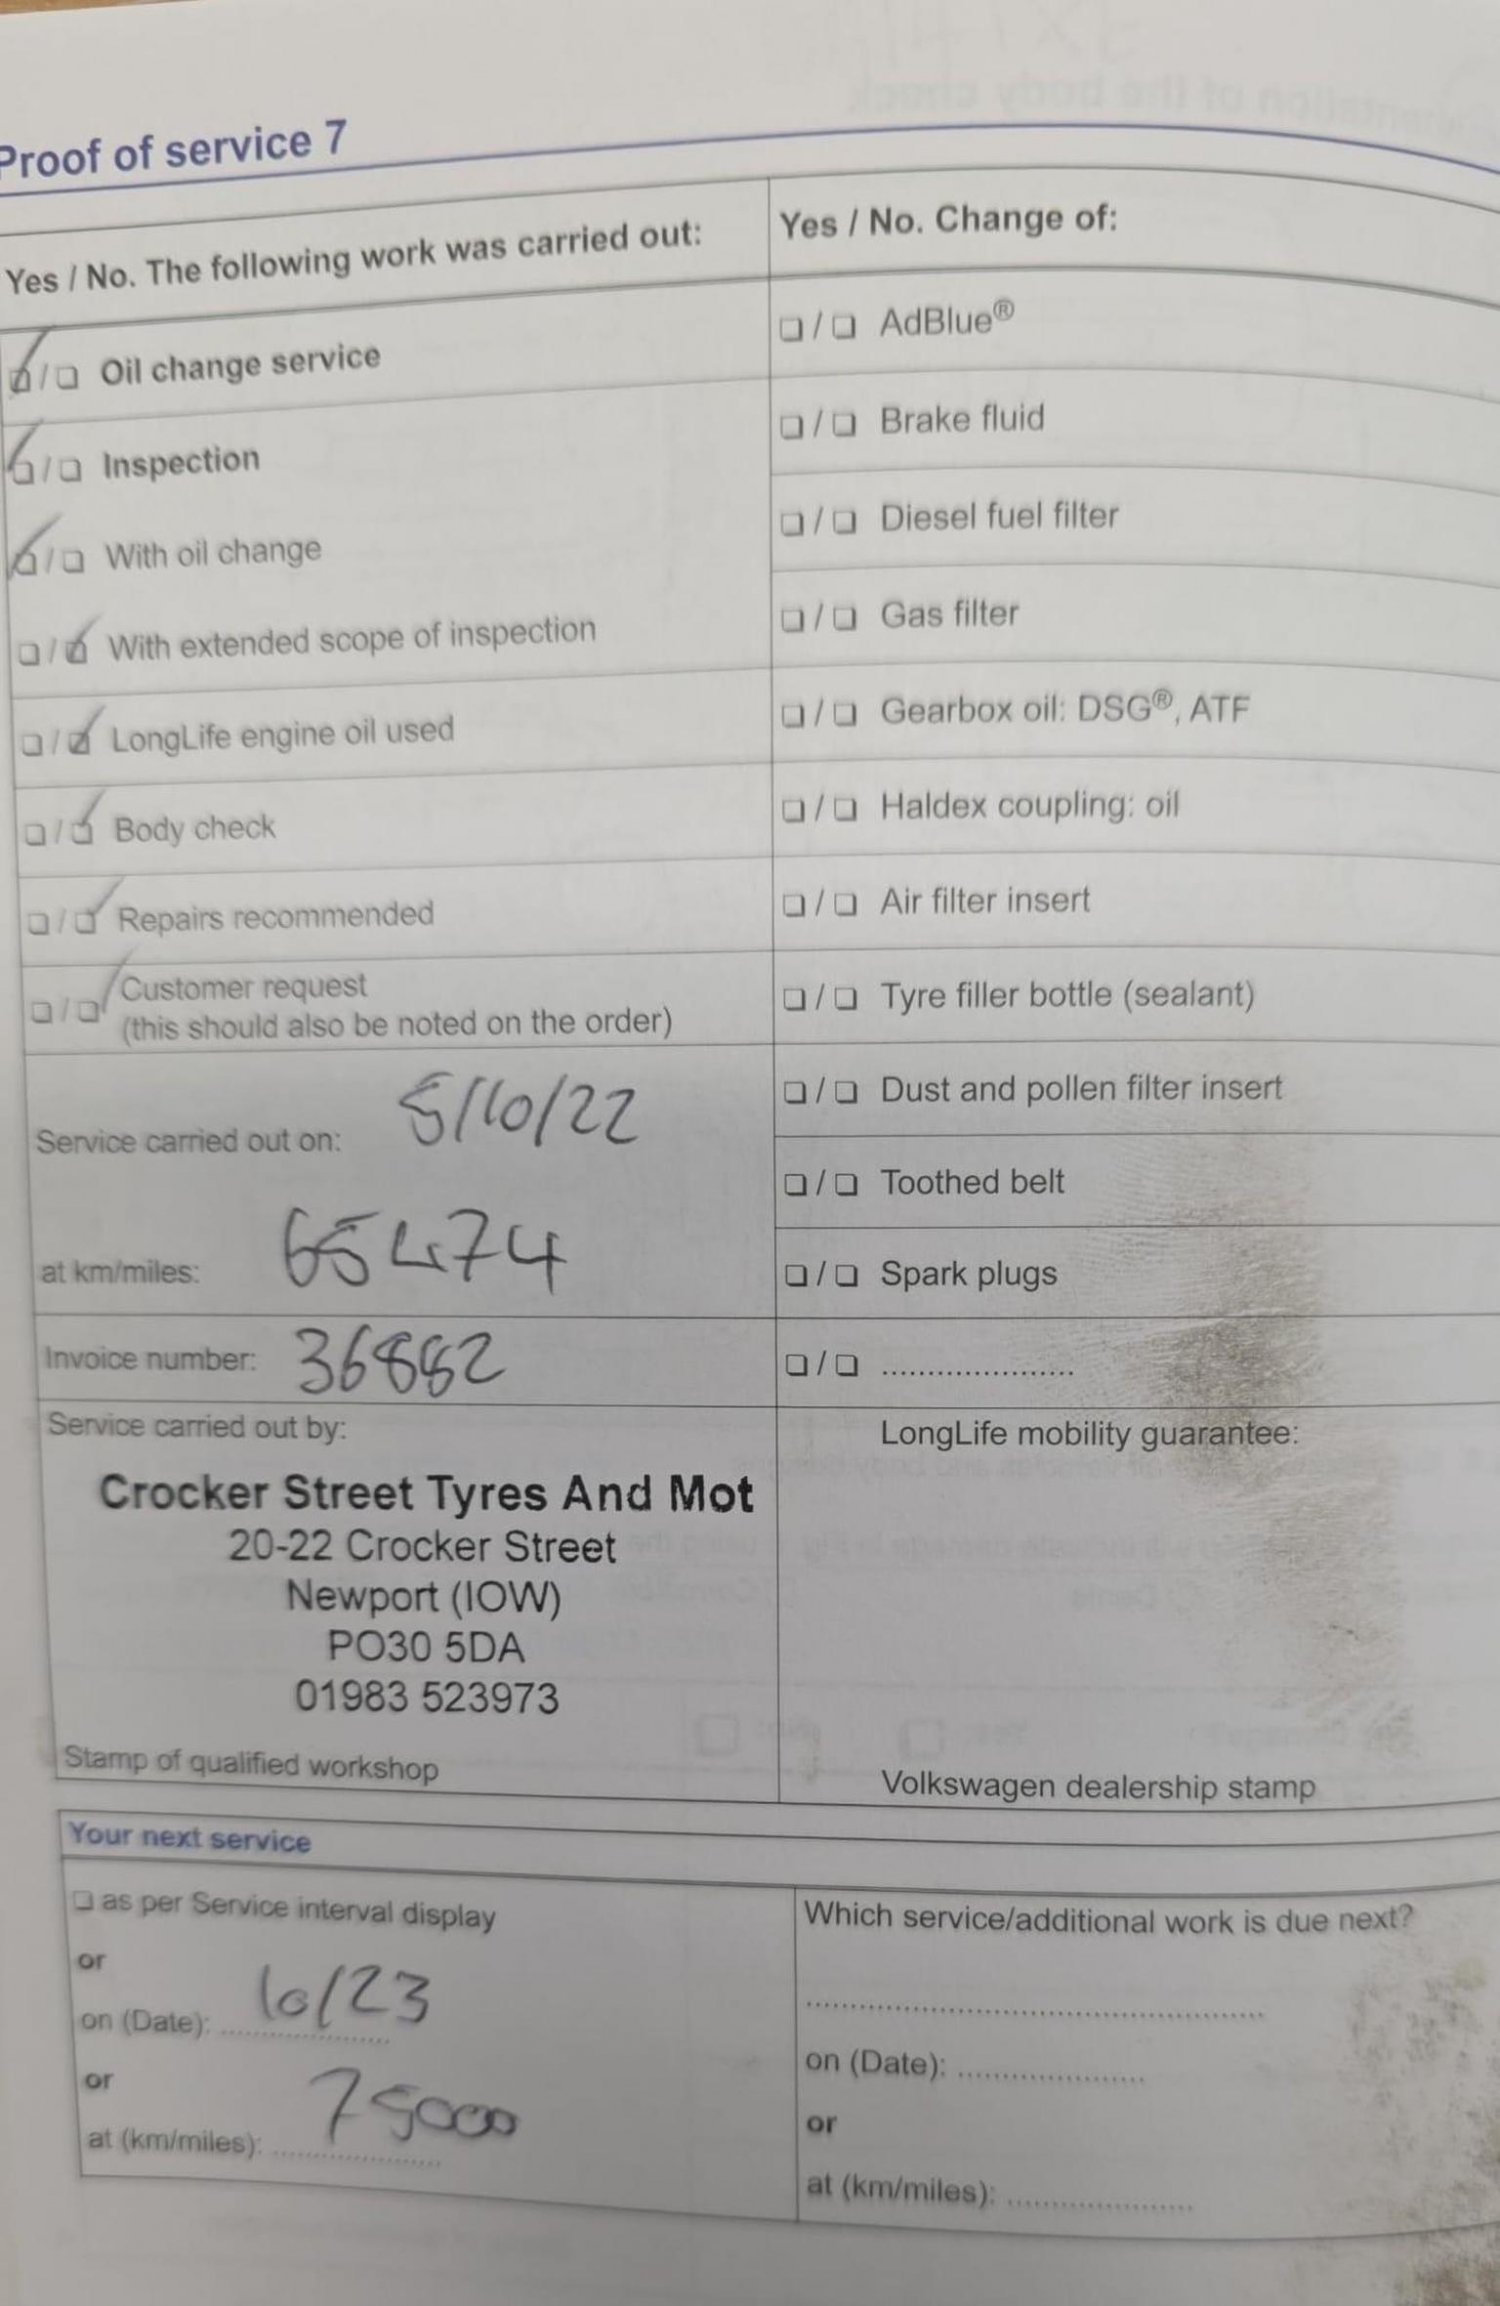 Proof of service 7
Yes / No. The following work was carried out:
☑/❏ Oil change service
☑/❏ Inspection
☑/❏ With oil change
❏/☑ With extended scope of inspection
❏/☑ LongLife engine oil used
❏/☑ Body check
❏/☑ Repairs recommended
❏/☑ Customer request
(this should also be noted on the order)
Service carried out on: 5/10/22
at km/miles: 65474
Invoice number: 36882
Service carried out by:
Crocker Street Tyres And Mot
20-22 Crocker Street
Newport (IOW)
PO30 5DA
01983 523973
Stamp of qualified workshop
Yes / No. Change of:
❏/❏ AdBlue®
❏/❏ Brake fluid
❏/❏ Diesel fuel filter
❏/❏ Gas filter
❏/❏ Gearbox oil: DSG®, ATF
❏/❏ Haldex coupling: oil
❏/❏ Air filter insert
❏/❏ Tyre filler bottle (sealant)
❏/❏ Dust and pollen filter insert
❏/❏ Toothed belt
❏/❏ Spark plugs
❏/❏ .....................
LongLife mobility guarantee:
Volkswagen dealership stamp
Your next service
❏ as per Service interval display
or
on (Date): 10/23
or
at (km/miles): 75000
Which service/additional work is due next?
..................................................
on (Date): ....................
or
at (km/miles): ....................